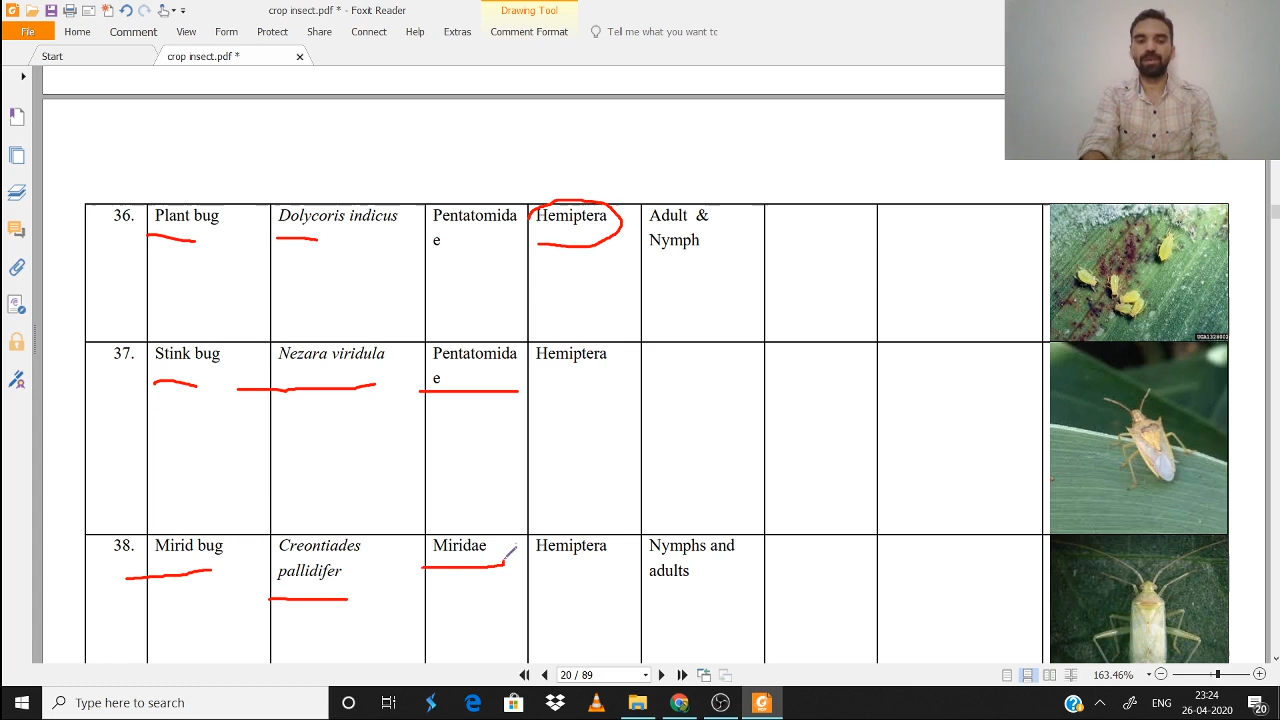 crop insect.pdf * - Foxit Reader
Drawing Tool
File Home Comment View Form Protect Share Connect Help Extras Comment Format Tell me what you want to
Start crop insect.pdf *
36. Plant bug Dolycoris indicus Pentatomida Hemiptera Adult &
e Nymph
UGA1328002
37. Stink bug Nezara viridula Pentatomida Hemiptera
e
38. Mirid bug Creontiades Miridae Hemiptera Nymphs and
pallidifer adults
20 / 89 163.46%
Type here to search ENG 23:24
26-04-2020 20